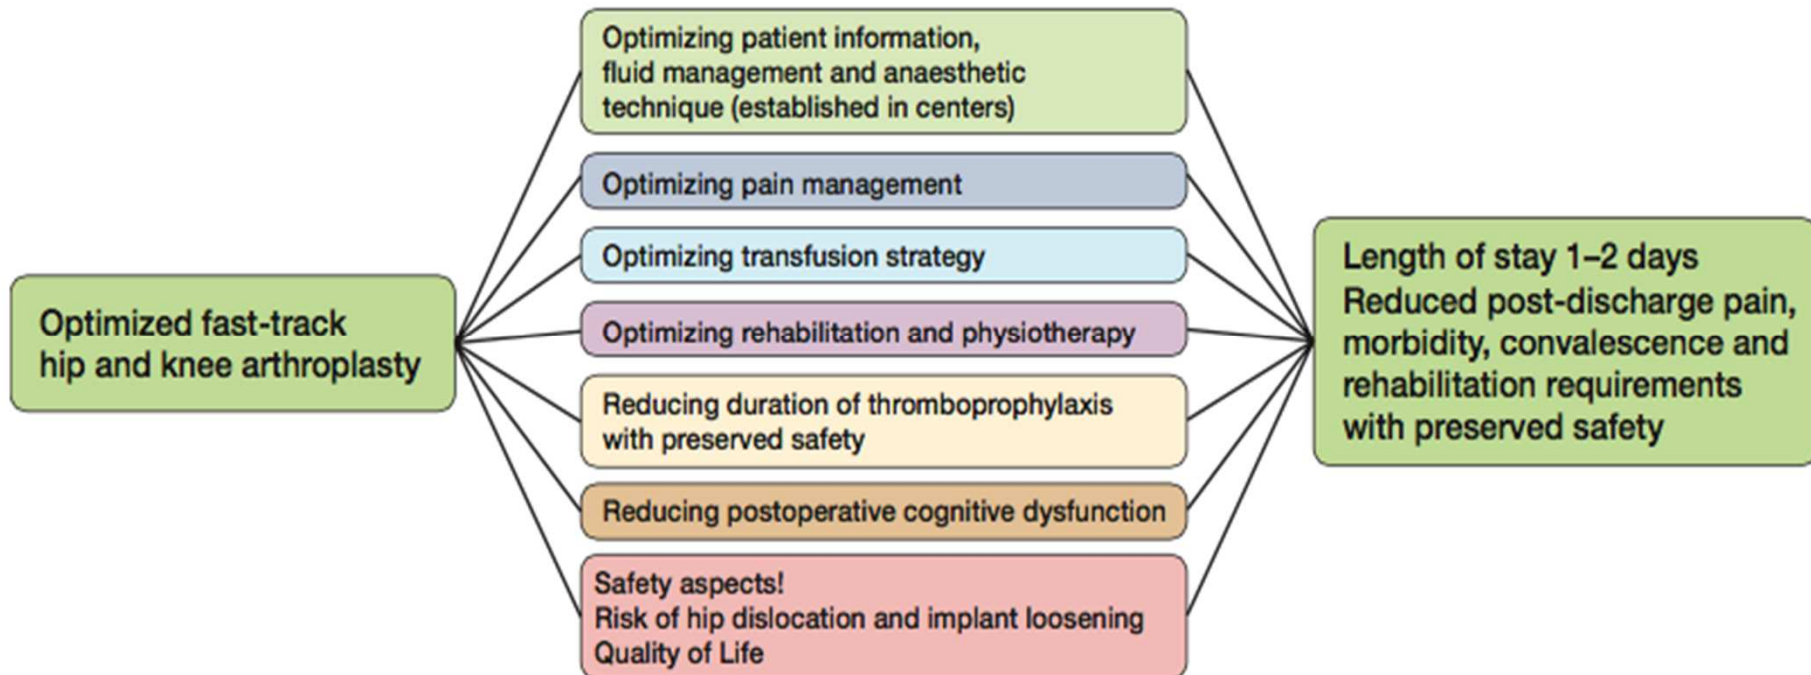 Optimized fast-track
hip and knee arthroplasty
Optimizing patient information,
fluid management and anaesthetic
technique (established in centers)
Optimizing pain management
Optimizing transfusion strategy
Optimizing rehabilitation and physiotherapy
Reducing duration of thromboprophylaxis
with preserved safety
Reducing postoperative cognitive dysfunction
Safety aspects!
Risk of hip dislocation and implant loosening
Quality of Life
Length of stay 1–2 days
Reduced post-discharge pain,
morbidity, convalescence and
rehabilitation requirements
with preserved safety